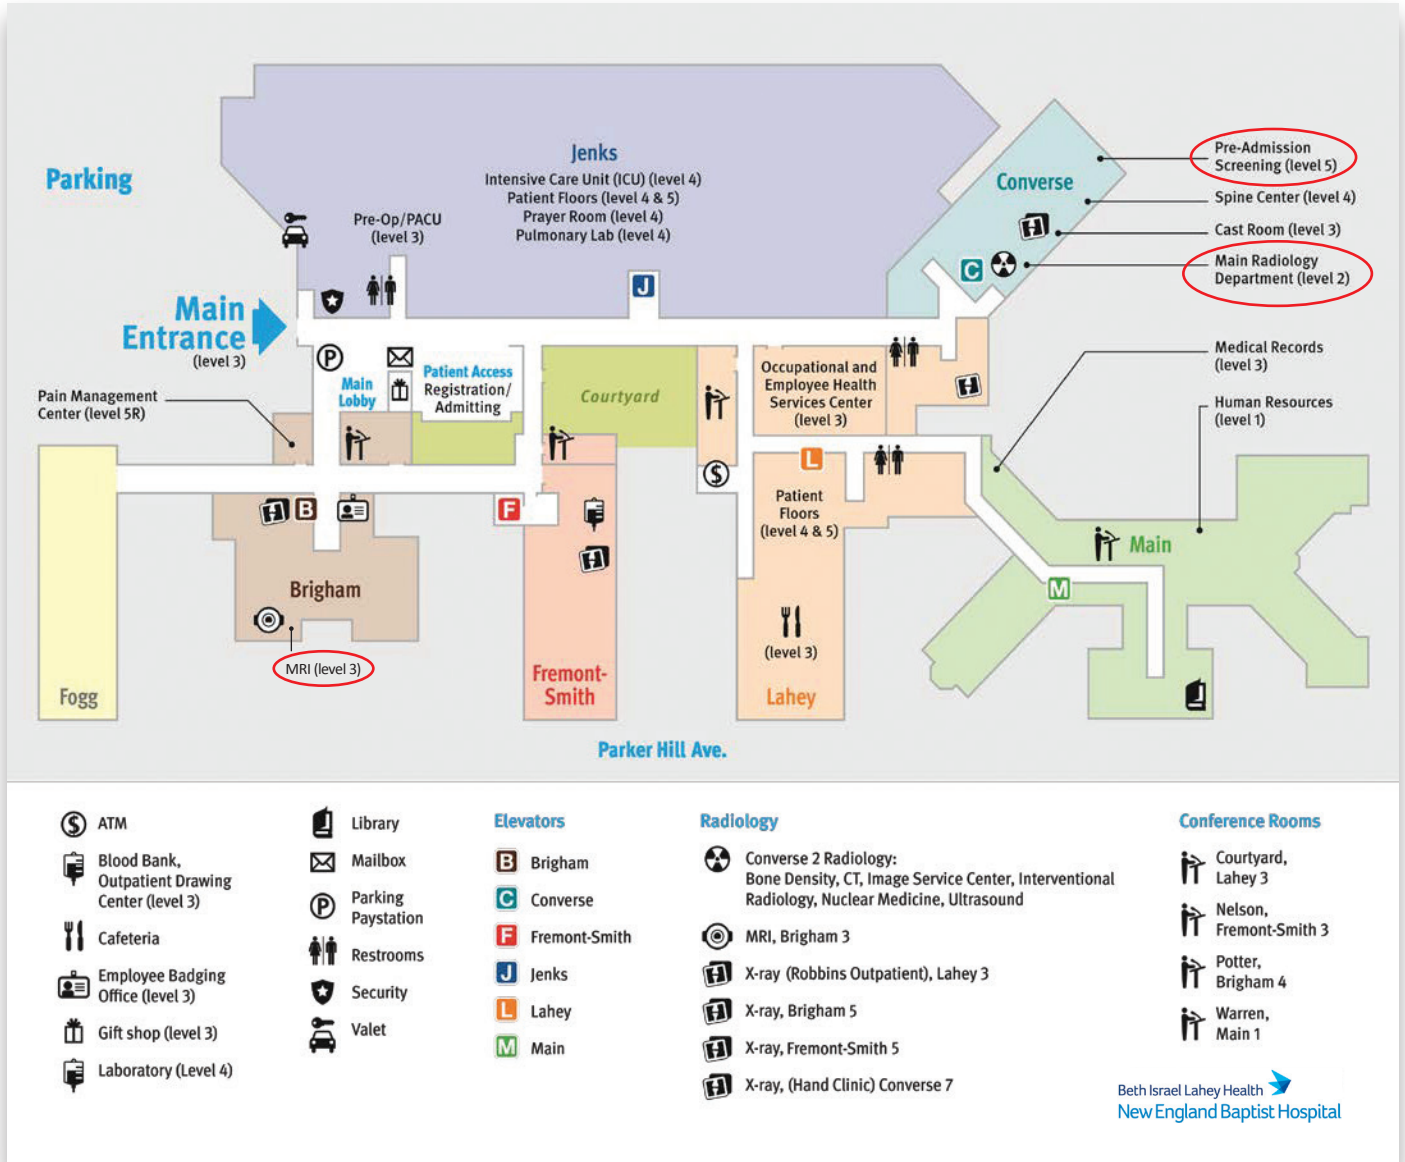 Parking
Main
Entrance
(level 3)
Jenks
Intensive Care Unit (ICU) (level 4)
Patient Floors (level 4 & 5)
Prayer Room (level 4)
Pulmonary Lab (level 4)
Pre-Op/PACU
(level 3)
J
Converse
C
Pre-Admission
Screening (level 5)
Spine Center (level 4)
Cast Room (level 3)
Main Radiology
Department (level 2)
Medical Records
(level 3)
Human Resources
(level 1)
P
Main
Lobby
Patient Access
Registration/
Admitting
Courtyard
Occupational and
Employee Health
Services Center
(level 3)
Pain Management
Center (level 5R)
B
F
$
L
Patient
Floors
(level 4 & 5)
Main
M
Brigham
MRI (level 3)
Fogg
Fremont-
Smith
(level 3)
Lahey
Parker Hill Ave.
$ ATM
Blood Bank,
Outpatient Drawing
Center (level 3)
Cafeteria
Employee Badging
Office (level 3)
Gift shop (level 3)
Laboratory (Level 4)
Library
Mailbox
P Parking
Paystation
Restrooms
Security
Valet
Elevators
B Brigham
C Converse
F Fremont-Smith
J Jenks
L Lahey
M Main
Radiology
Converse 2 Radiology:
Bone Density, CT, Image Service Center, Interventional
Radiology, Nuclear Medicine, Ultrasound
MRI, Brigham 3
X-ray (Robbins Outpatient), Lahey 3
X-ray, Brigham 5
X-ray, Fremont-Smith 5
X-ray, (Hand Clinic) Converse 7
Conference Rooms
Courtyard,
Lahey 3
Nelson,
Fremont-Smith 3
Potter,
Brigham 4
Warren,
Main 1
Beth Israel Lahey Health
New England Baptist Hospital